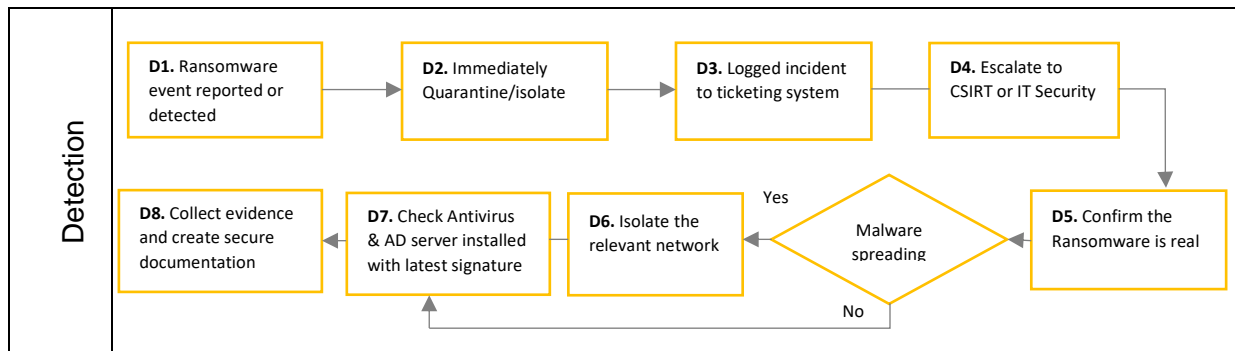 Detection
D1. Ransomware
event reported or
detected
D2. Immediately
Quarantine/isolate
D3. Logged incident
to ticketing system
D4. Escalate to
CSIRT or IT Security
D5. Confirm the
Ransomware is real
Malware
spreading
Yes
No
D6. Isolate the
relevant network
D7. Check Antivirus
& AD server installed
with latest signature
D8. Collect evidence
and create secure
documentation